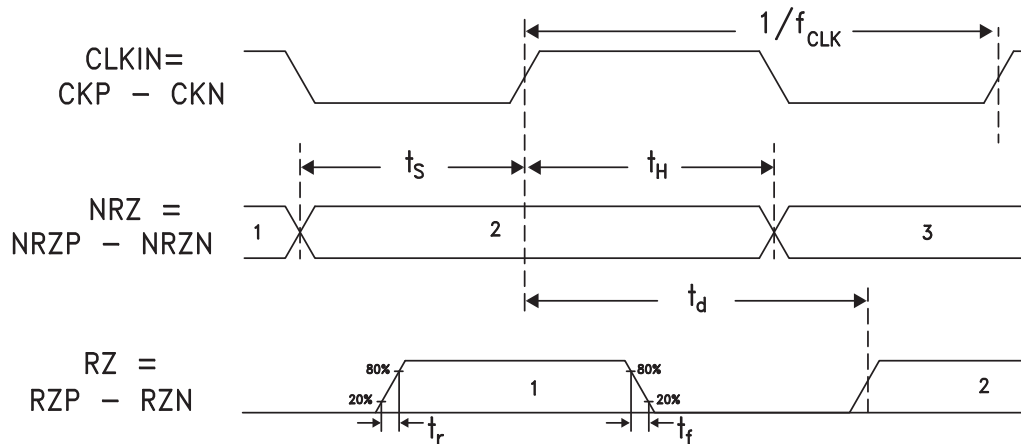 1/fCLK
CLKIN=
CKP - CKN
tS
tH
NRZ =
NRZP - NRZN
1
2
3
td
RZ =
RZP - RZN
80%
20%
1
80%
20%
2
tr
tf